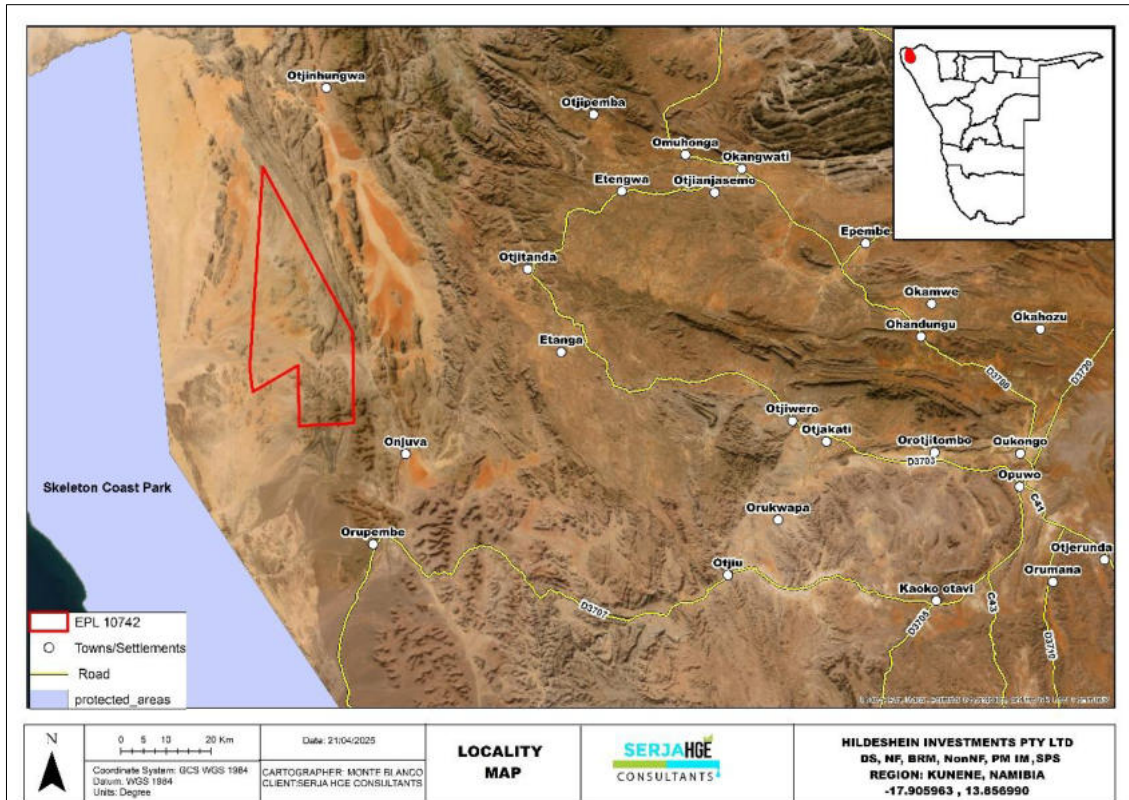 Otjinhungwa
Otjipemba
Omuhonga
Okangwati
Etengwa
Otjianjasemo
Epembe
Otjitanda
Okamwe
Okahozu
Ohandungu
Etanga
D3700
D3720
Otjiwero
Otjakati
Orotjitombo
Oukongo
D3703
Onjuva
Opuwo
Skeleton Coast Park
C41
Orukwapa
Orupembe
Otjerunda
Otjiu
Orumana
Kaoko otavi
D3707
D3705
C43
D3710
EPL 10742
Towns/Settlements
Road
protected_areas
N
0 5 10 20 Km
Coordinate System: GCS WGS 1984
Datum: WGS 1984
Units: Degree
Date: 21/04/2025
CARTOGRAPHER: MONTE BLANCO
CLIENT:SERJA HGE CONSULTANTS
LOCALITY
MAP
SERJAHGE
CONSULTANTS
HILDESHEIN INVESTMENTS PTY LTD
DS, NF, BRM, NonNF, PM IM,SPS
REGION: KUNENE, NAMIBIA
-17.905963 , 13.856990